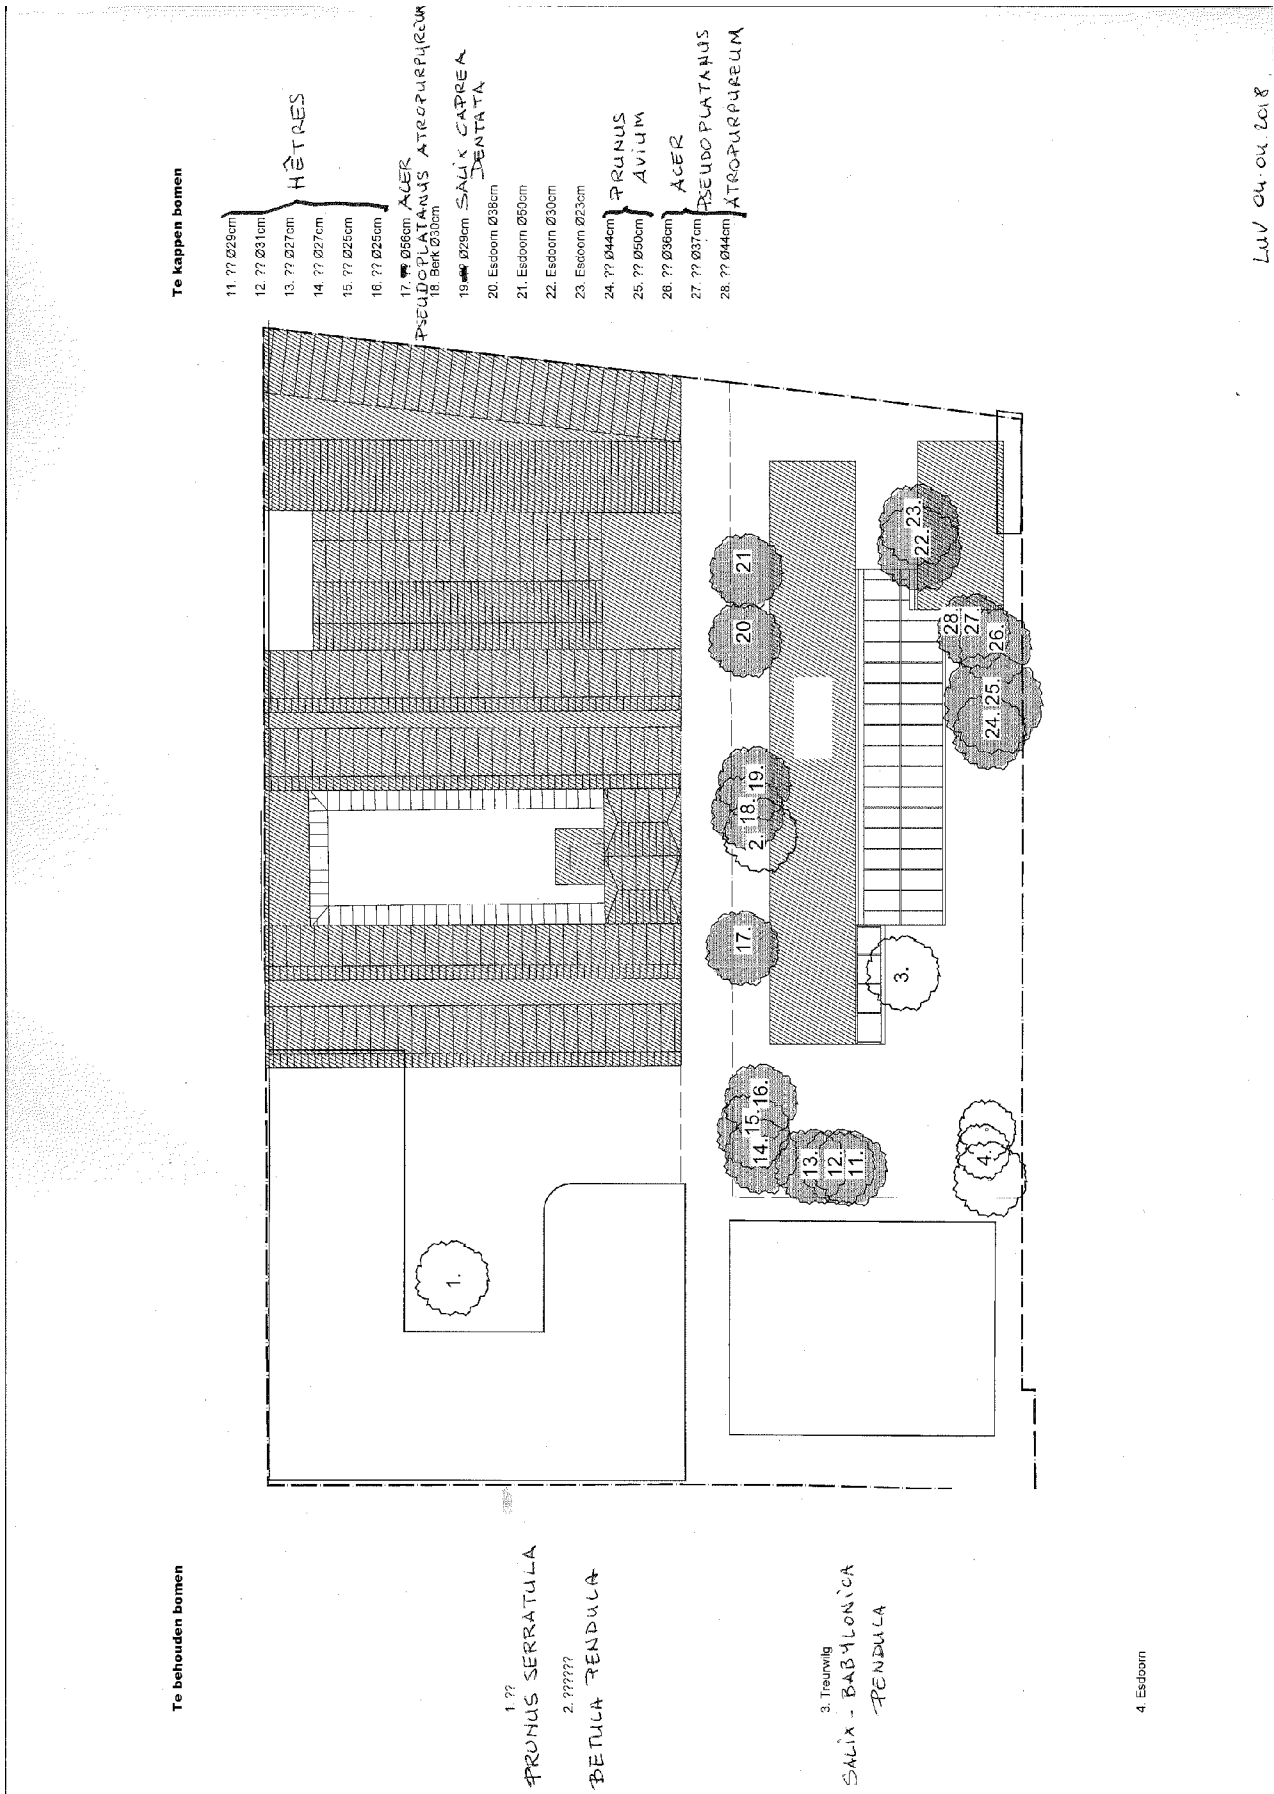 Te behouden bomen
1. ??
PRUNUS SERRATULA
2. ??????
BETULA PENDULA
3. Treurwilg
SALIX - BABYLONICA
PENDULA
4. Esdoorn
Te kappen bomen
11. ?? Ø29cm
12. ?? Ø31cm
13. ?? Ø27cm
14. ?? Ø27cm
15. ?? Ø25cm
16. ?? Ø25cm
HÊTRES
17. ?? Ø56cm ACER
PSEUDOPLATANUS ATROPURPUREUM
18. Berk Ø30cm
19. ?? Ø29cm SALIX CAPREA
DENTATA
20. Esdoorn Ø38cm
21. Esdoorn Ø50cm
22. Esdoorn Ø30cm
23. Esdoorn Ø23cm
24. ?? Ø44cm
25. ?? Ø50cm
PRUNUS
AVIUM
26. ?? Ø36cm
27. ?? Ø37cm
28. ?? Ø44cm
ACER
PSEUDOPLATANUS
ATROPURPUREUM
1.
2.
3.
4.
11.
12.
13.
14.
15.
16.
17.
18.
19.
20
21
22.
23.
24.
25.
26.
27.
28.
LUV 04.04.2018.